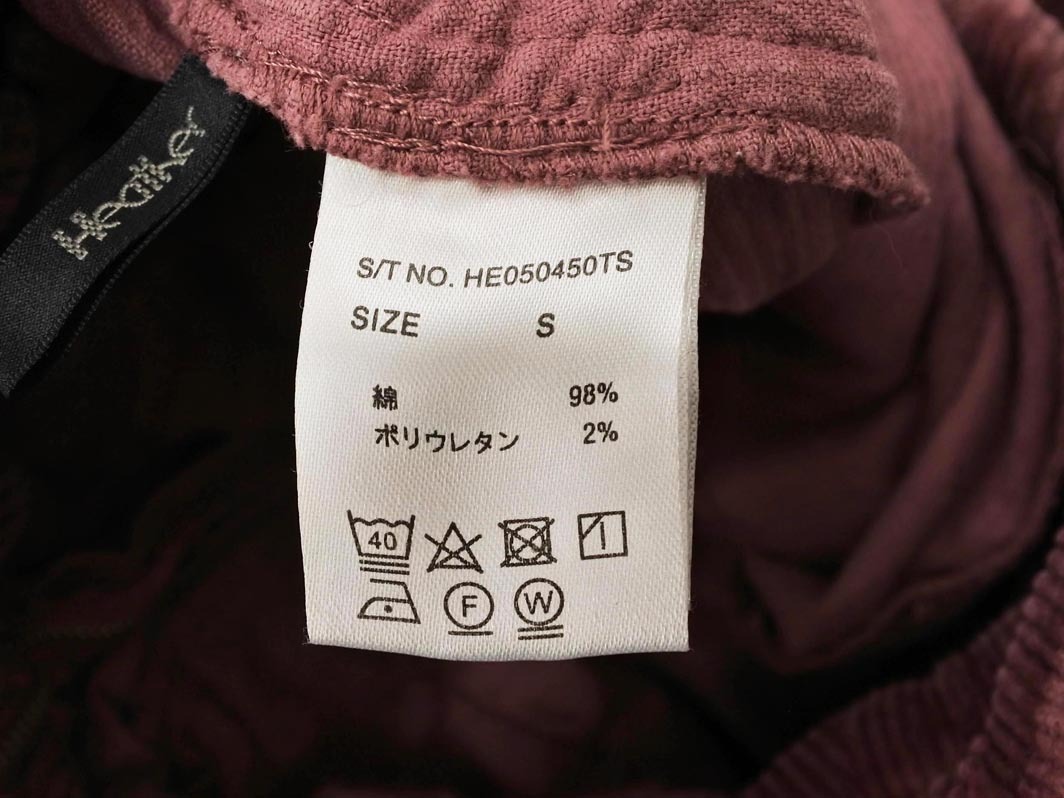 Heather
S/T NO. HE050450TS
SIZE S
綿 98%
ポリウレタン 2%
40
F W